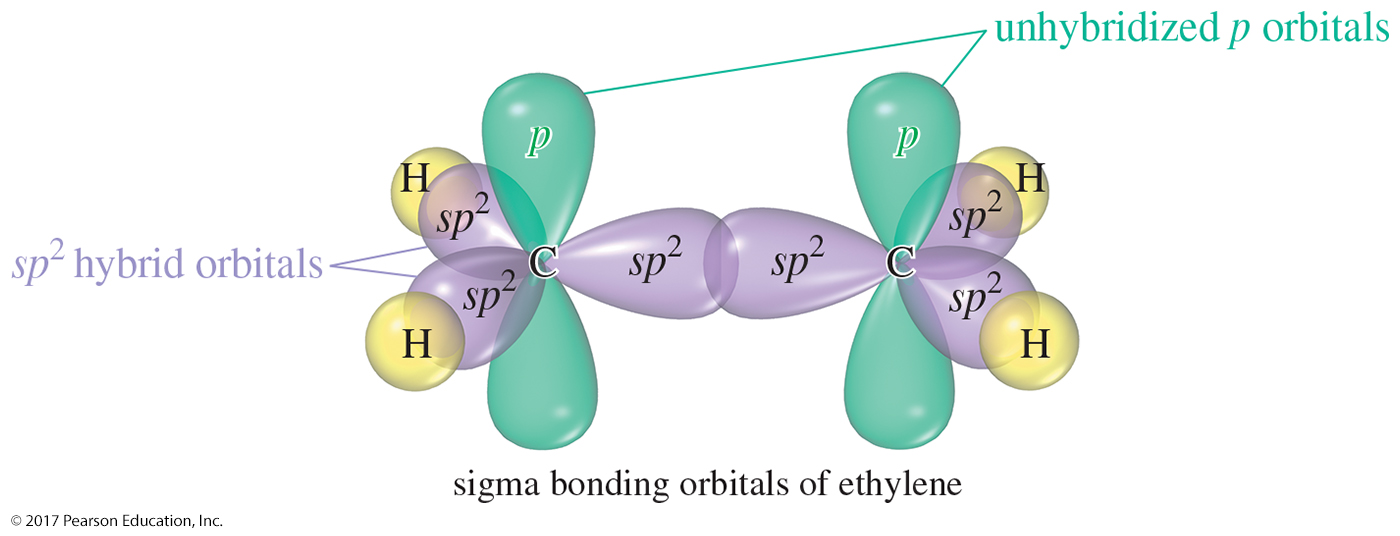 unhybridized p orbitals
p
p
H
H
sp²
sp²
sp² hybrid orbitals
C
sp²
sp²
C
sp²
sp²
H
H
sigma bonding orbitals of ethylene
© 2017 Pearson Education, Inc.